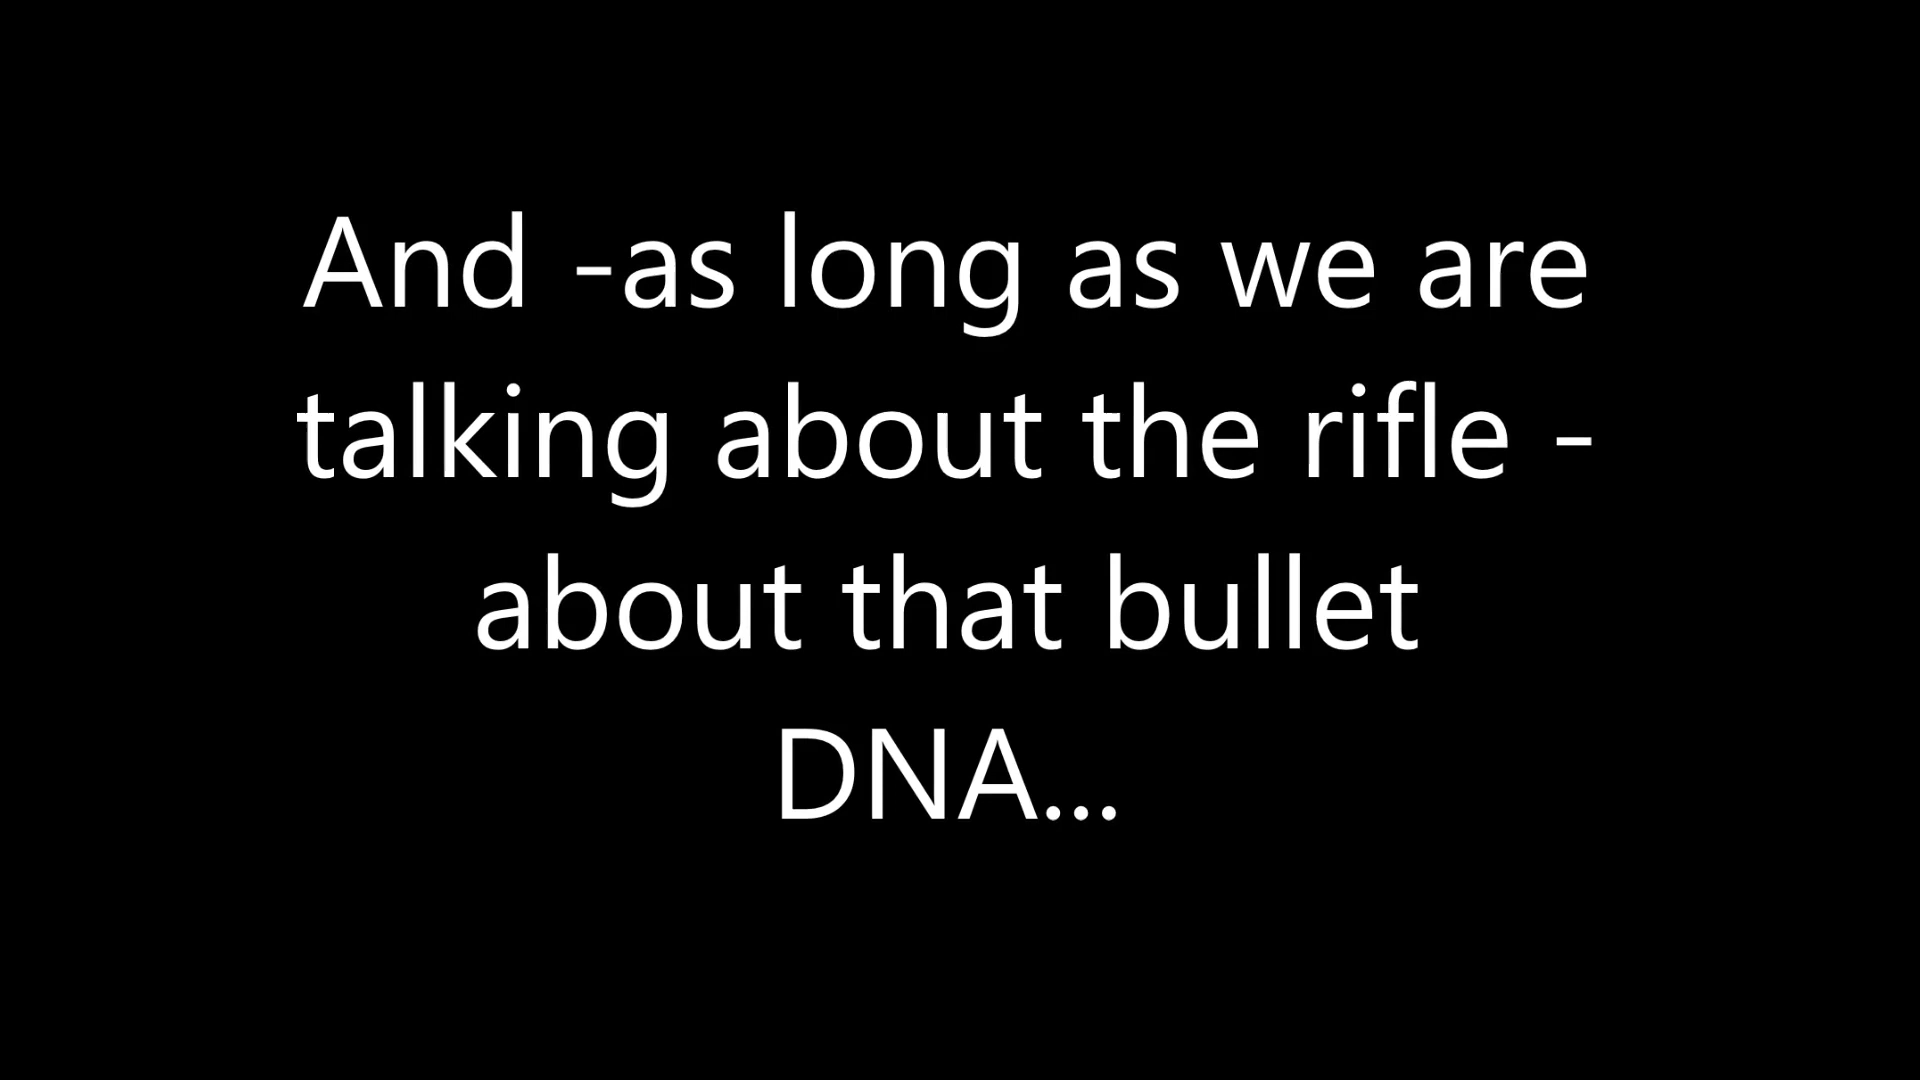 And -as long as we are
talking about the rifle -
about that bullet
DNA...